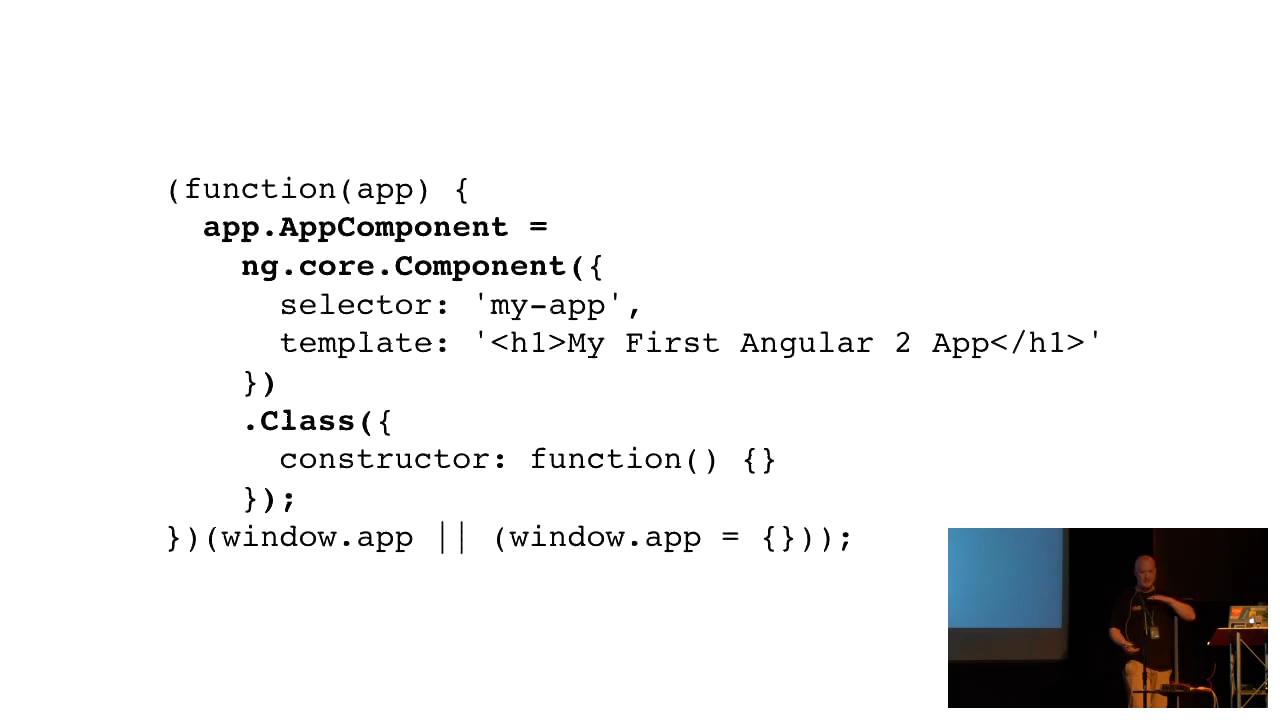 (function(app) {
app.AppComponent =
ng.core.Component({
selector: 'my-app',
template: '<h1>My First Angular 2 App</h1>'
})
.Class({
constructor: function() {}
});
})(window.app || (window.app = {}));